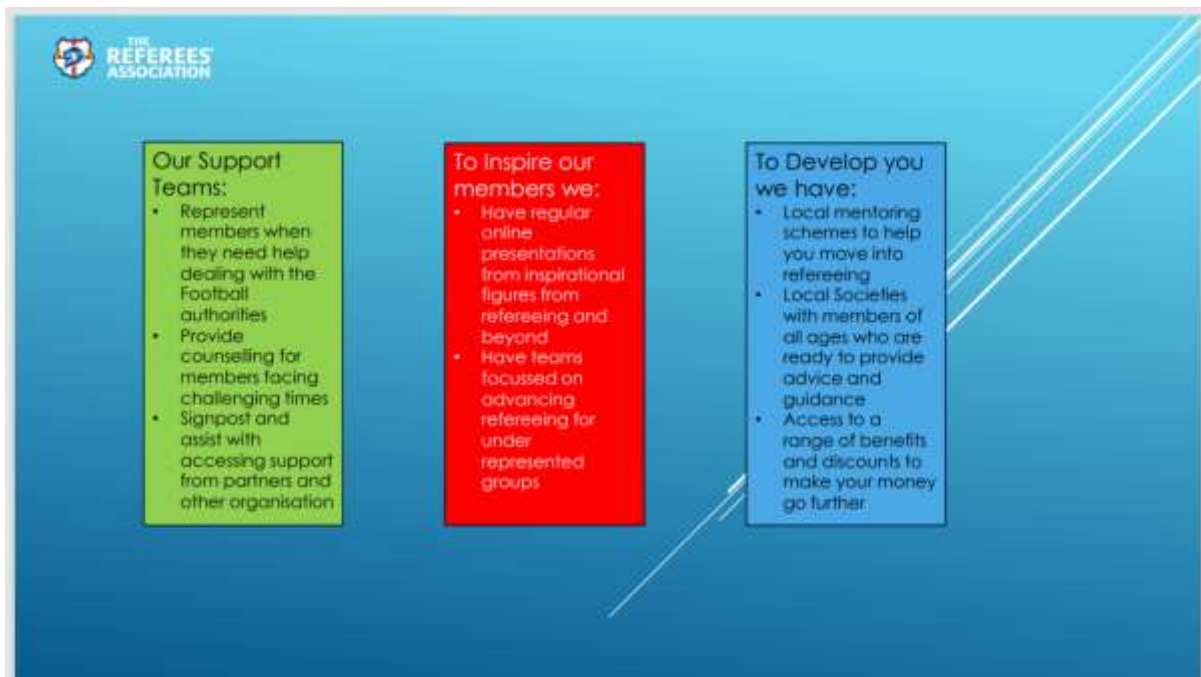 THE
REFEREES'
ASSOCIATION
Our Support
Teams:
• Represent
members when
they need help
dealing with the
Football
authorities
• Provide
counselling for
members facing
challenging times
• Signpost and
assist with
accessing support
from partners and
other organisation
To Inspire our
members we:
• Have regular
online
presentations
from inspirational
figures from
refereeing and
beyond
• Have teams
focussed on
advancing
refereeing for
under
represented
groups
To Develop you
we have:
• Local mentoring
schemes to help
you move into
refereeing
• Local Societies
with members of
all ages who are
ready to provide
advice and
guidance
• Access to a
range of benefits
and discounts to
make your money
go further